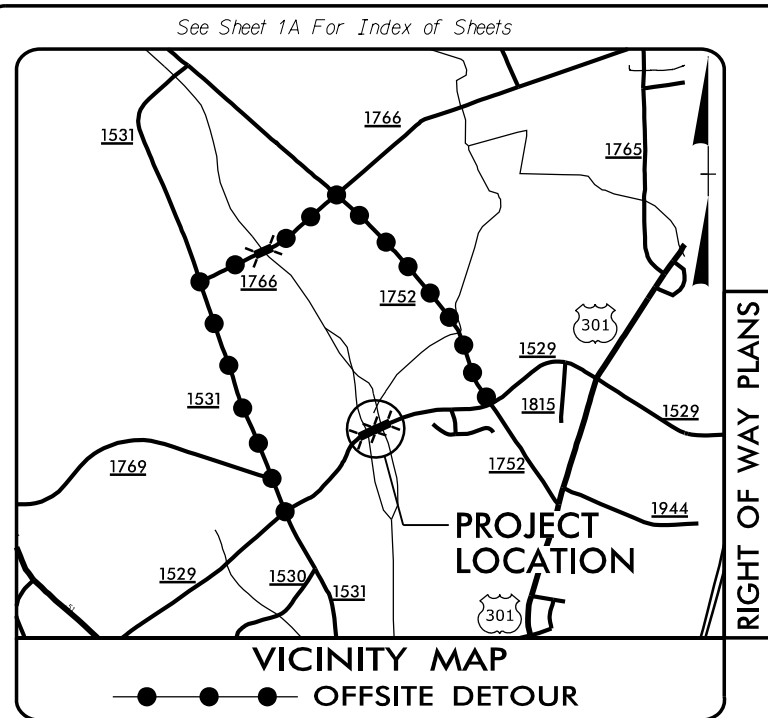 See Sheet 1A For Index of Sheets
1531
1766
1765
1766
1752
301
1529
1531
1815
1529
1769
1752
1944
PROJECT
LOCATION
1529
1530
1531
301
VICINITY MAP
OFFSITE DETOUR
RIGHT OF WAY PLANS